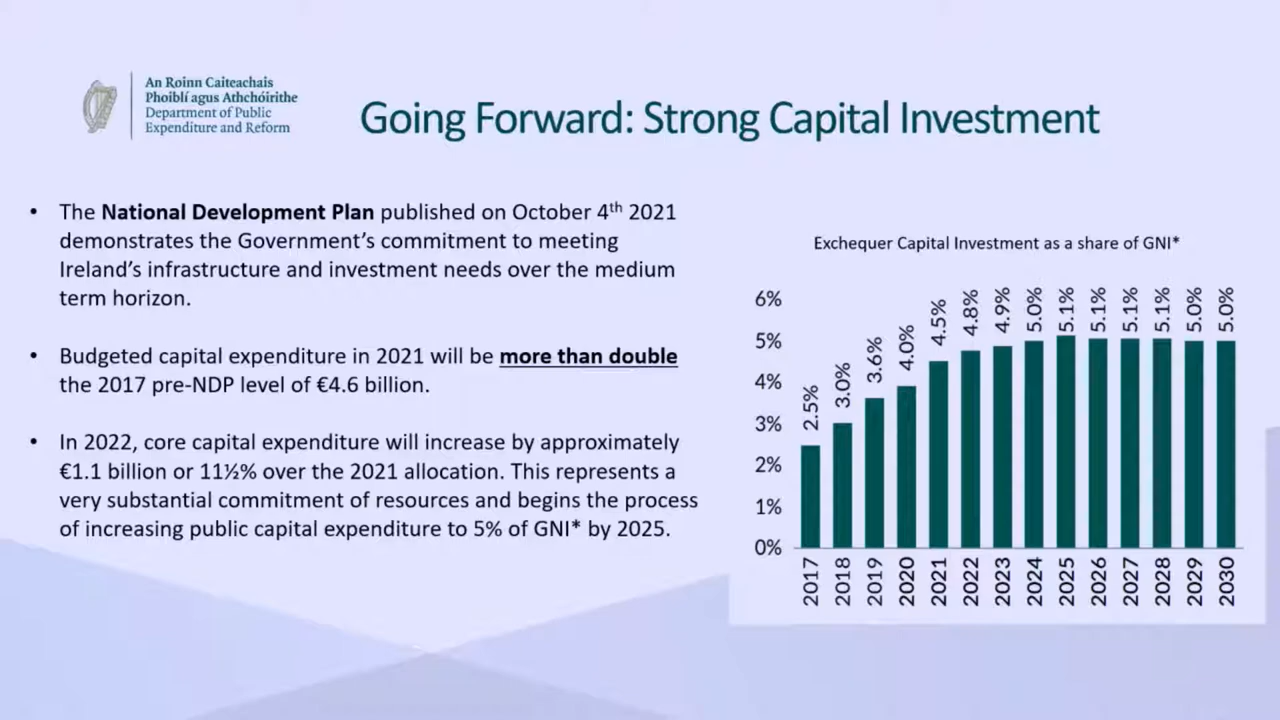 An Roinn Caiteachais
Phoiblí agus Athchóirithe
Department of Public
Expenditure and Reform
Going Forward: Strong Capital Investment
• The National Development Plan published on October 4th 2021
demonstrates the Government's commitment to meeting
Ireland's infrastructure and investment needs over the medium
term horizon.
• Budgeted capital expenditure in 2021 will be more than double
the 2017 pre-NDP level of €4.6 billion.
• In 2022, core capital expenditure will increase by approximately
€1.1 billion or 11½% over the 2021 allocation. This represents a
very substantial commitment of resources and begins the process
of increasing public capital expenditure to 5% of GNI* by 2025.
Exchequer Capital Investment as a share of GNI*
6%
5%
4%
3%
2%
1%
0%
2.5%
3.0%
3.6%
4.0%
4.5%
4.8%
4.9%
5.0%
5.1%
5.1%
5.1%
5.1%
5.0%
5.0%
2017
2018
2019
2020
2021
2022
2023
2024
2025
2026
2027
2028
2029
2030